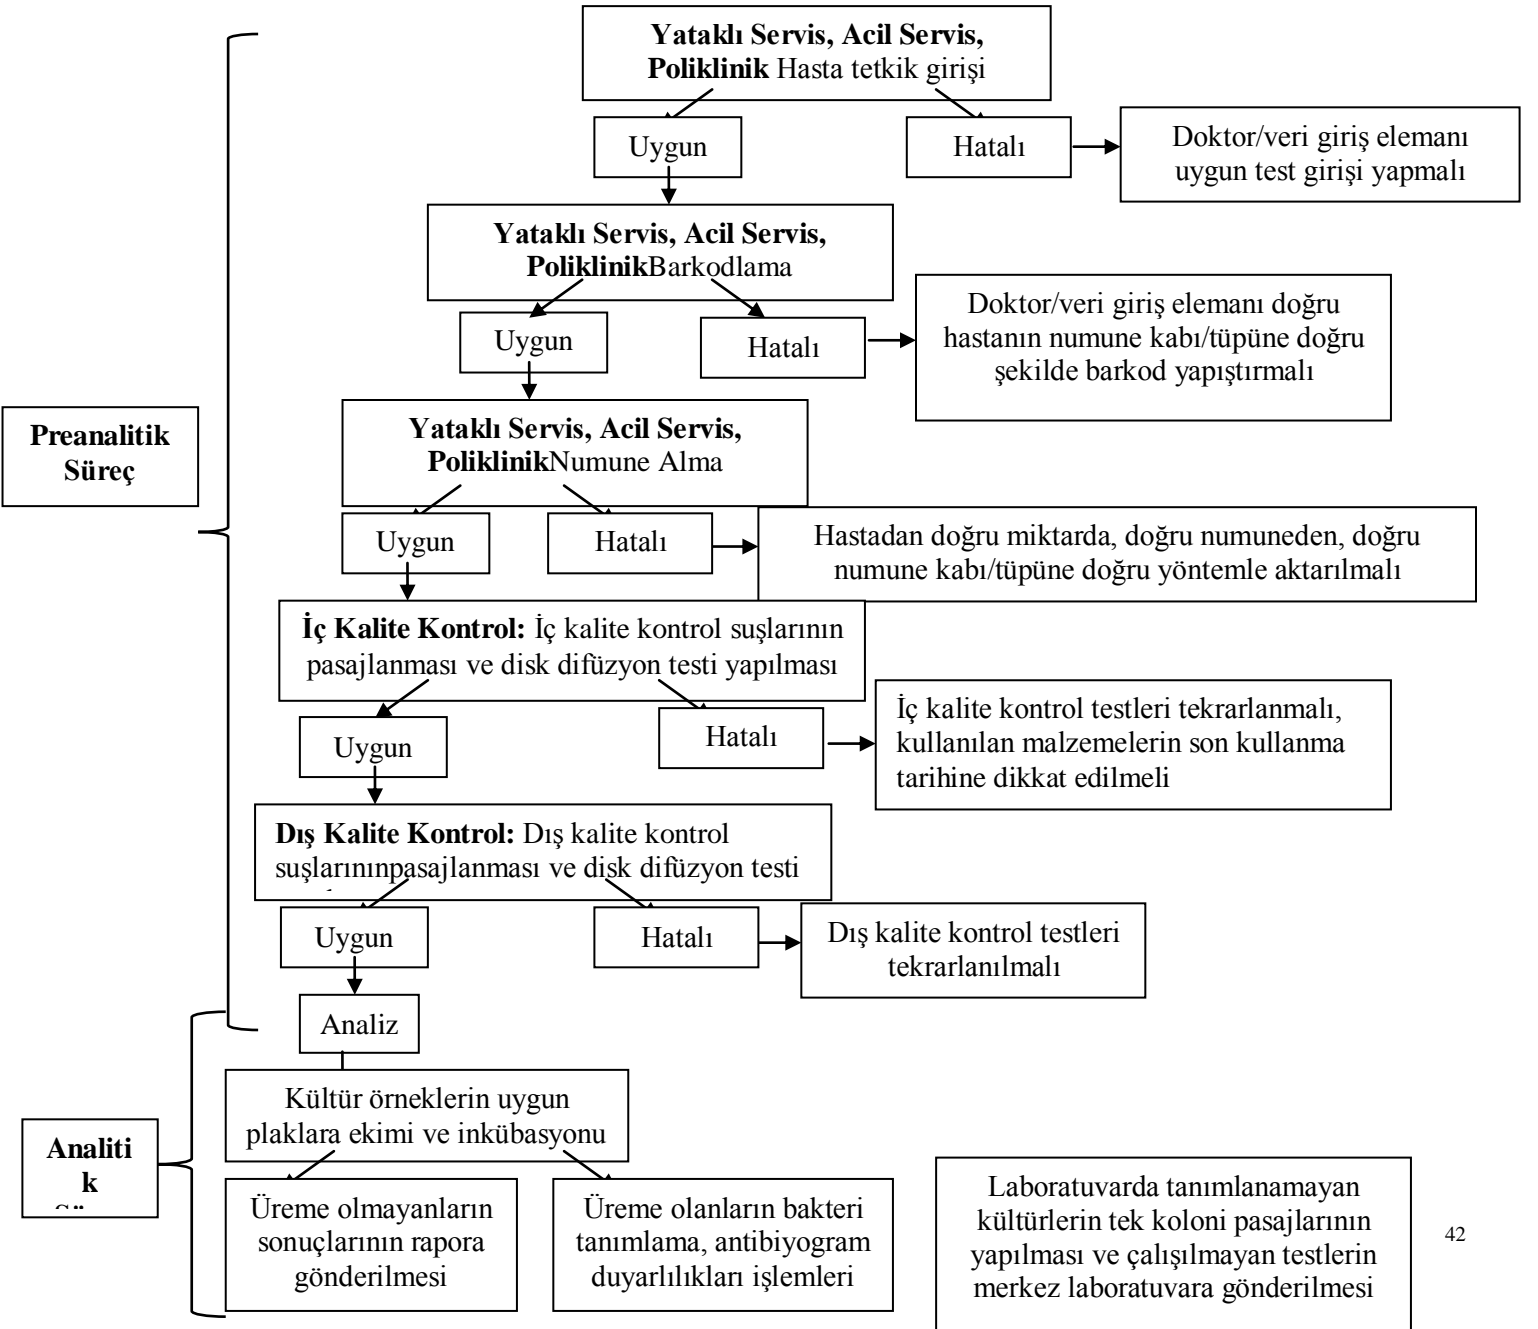 Yataklı Servis, Acil Servis,
Poliklinik Hasta tetkik girişi
Uygun
Hatalı
Doktor/veri giriş elemanı
uygun test girişi yapmalı
Yataklı Servis, Acil Servis,
PoliklinikBarkodlama
Uygun
Hatalı
Doktor/veri giriş elemanı doğru
hastanın numune kabı/tüpüne doğru
şekilde barkod yapıştırmalı
Preanalitik
Süreç
Yataklı Servis, Acil Servis,
PoliklinikNumune Alma
Uygun
Hatalı
Hastadan doğru miktarda, doğru numuneden, doğru
numune kabı/tüpüne doğru yöntemle aktarılmalı
İç Kalite Kontrol: İç kalite kontrol suşlarının
pasajlanması ve disk difüzyon testi yapılması
Uygun
Hatalı
İç kalite kontrol testleri tekrarlanmalı,
kullanılan malzemelerin son kullanma
tarihine dikkat edilmeli
Dış Kalite Kontrol: Dış kalite kontrol
suşlarınınpasajlanması ve disk difüzyon testi
Uygun
Hatalı
Dış kalite kontrol testleri
tekrarlanılmalı
Analiz
Kültür örneklerin uygun
plaklara ekimi ve inkübasyonu
Analiti
k
Üreme olmayanların
sonuçlarının rapora
gönderilmesi
Üreme olanların bakteri
tanımlama, antibiyogram
duyarlılıkları işlemleri
Laboratuvarda tanımlanamayan
kültürlerin tek koloni pasajlarının
yapılması ve çalışılmayan testlerin
merkez laboratuvara gönderilmesi
42